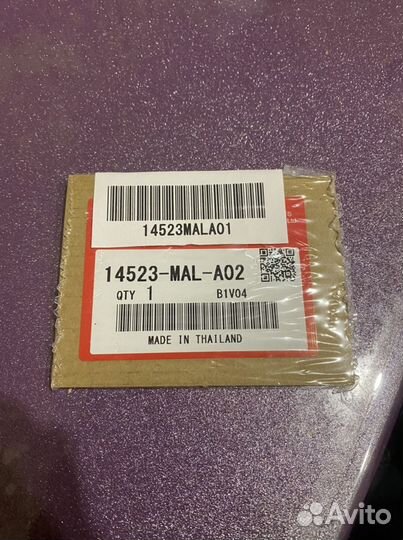 14523MALA01
14523-MAL-A02
QTY 1 B1V04
MADE IN THAILAND
Avito